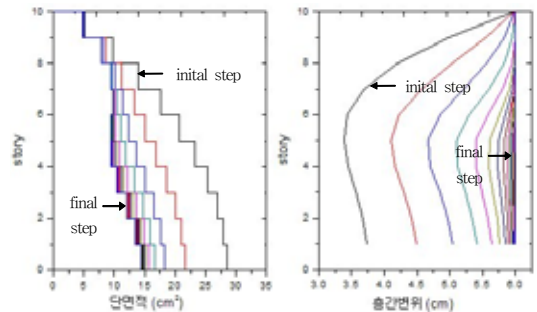 10
8
6
4
2
0
story
inital step
final
step
0 5 10 15 20 25 30 35
단면적 (cm²)
10
8
6
4
2
0
story
inital step
final
step
3.0 3.5 4.0 4.5 5.0 5.5 6.0
층간변위 (cm)